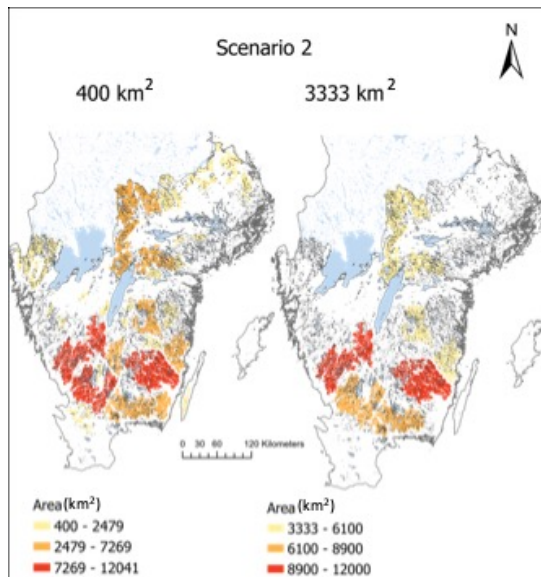 N
Scenario 2
400 km² 3333 km²
0 30 60 120 Kilometers
Area (km²) Area (km²)
400 - 2479 3333 - 6100
2479 - 7269 6100 - 8900
7269 - 12041 8900 - 12000